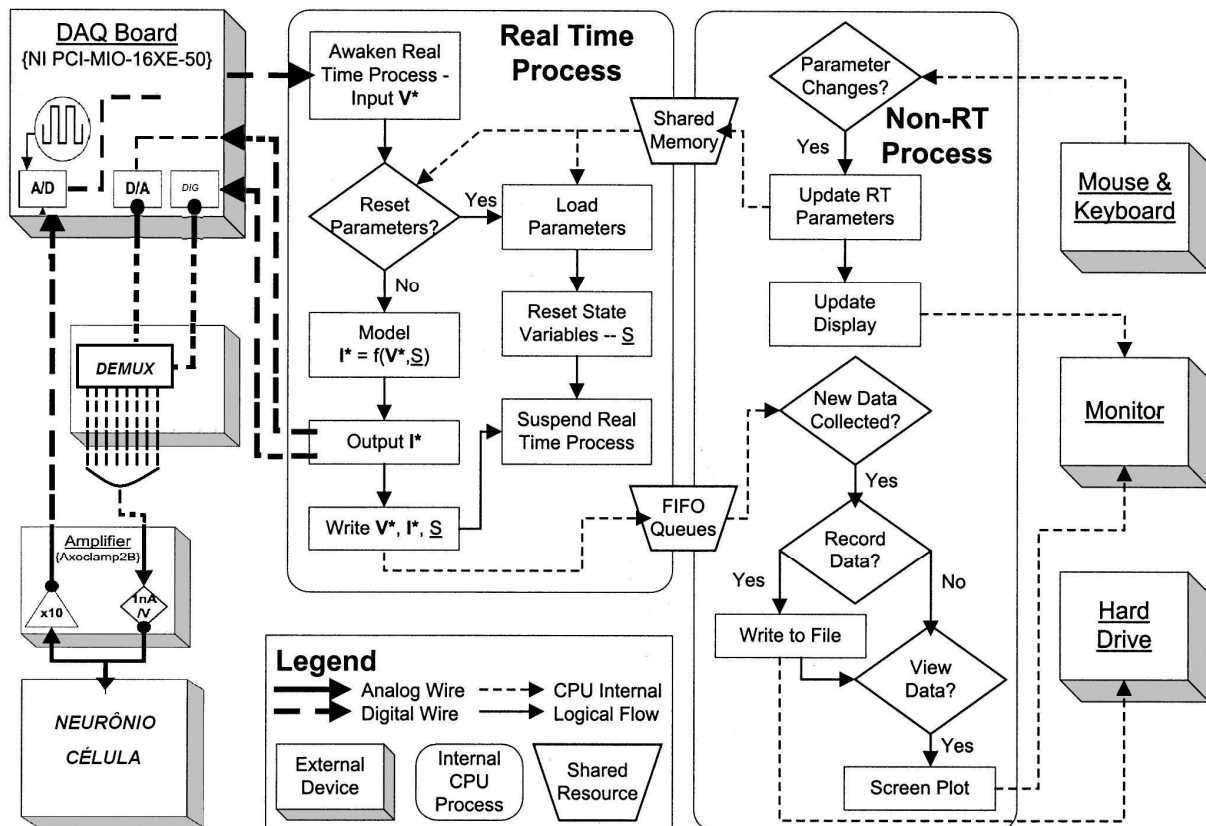 DAQ Board
{NI PCI-MIO-16XE-50}
A/D
D/A
DIG
DEMUX
Amplifier
{Axoclamp2B}
x10
1nA
/V
NEURÔNIO
CÉLULA
Real Time
Process
Awaken Real
Time Process -
Input V*
Reset
Parameters?
Yes
No
Load
Parameters
Reset State
Variables -- S
Suspend Real
Time Process
Model
I* = f(V*,S)
Output I*
Write V*, I*, S
Shared
Memory
FIFO
Queues
Non-RT
Process
Parameter
Changes?
Yes
Update RT
Parameters
Update
Display
New Data
Collected?
Yes
Record
Data?
Yes
No
Write to File
View
Data?
Yes
Screen Plot
Mouse &
Keyboard
Monitor
Hard
Drive
Legend
Analog Wire
CPU Internal
Digital Wire
Logical Flow
External
Device
Internal
CPU
Process
Shared
Resource